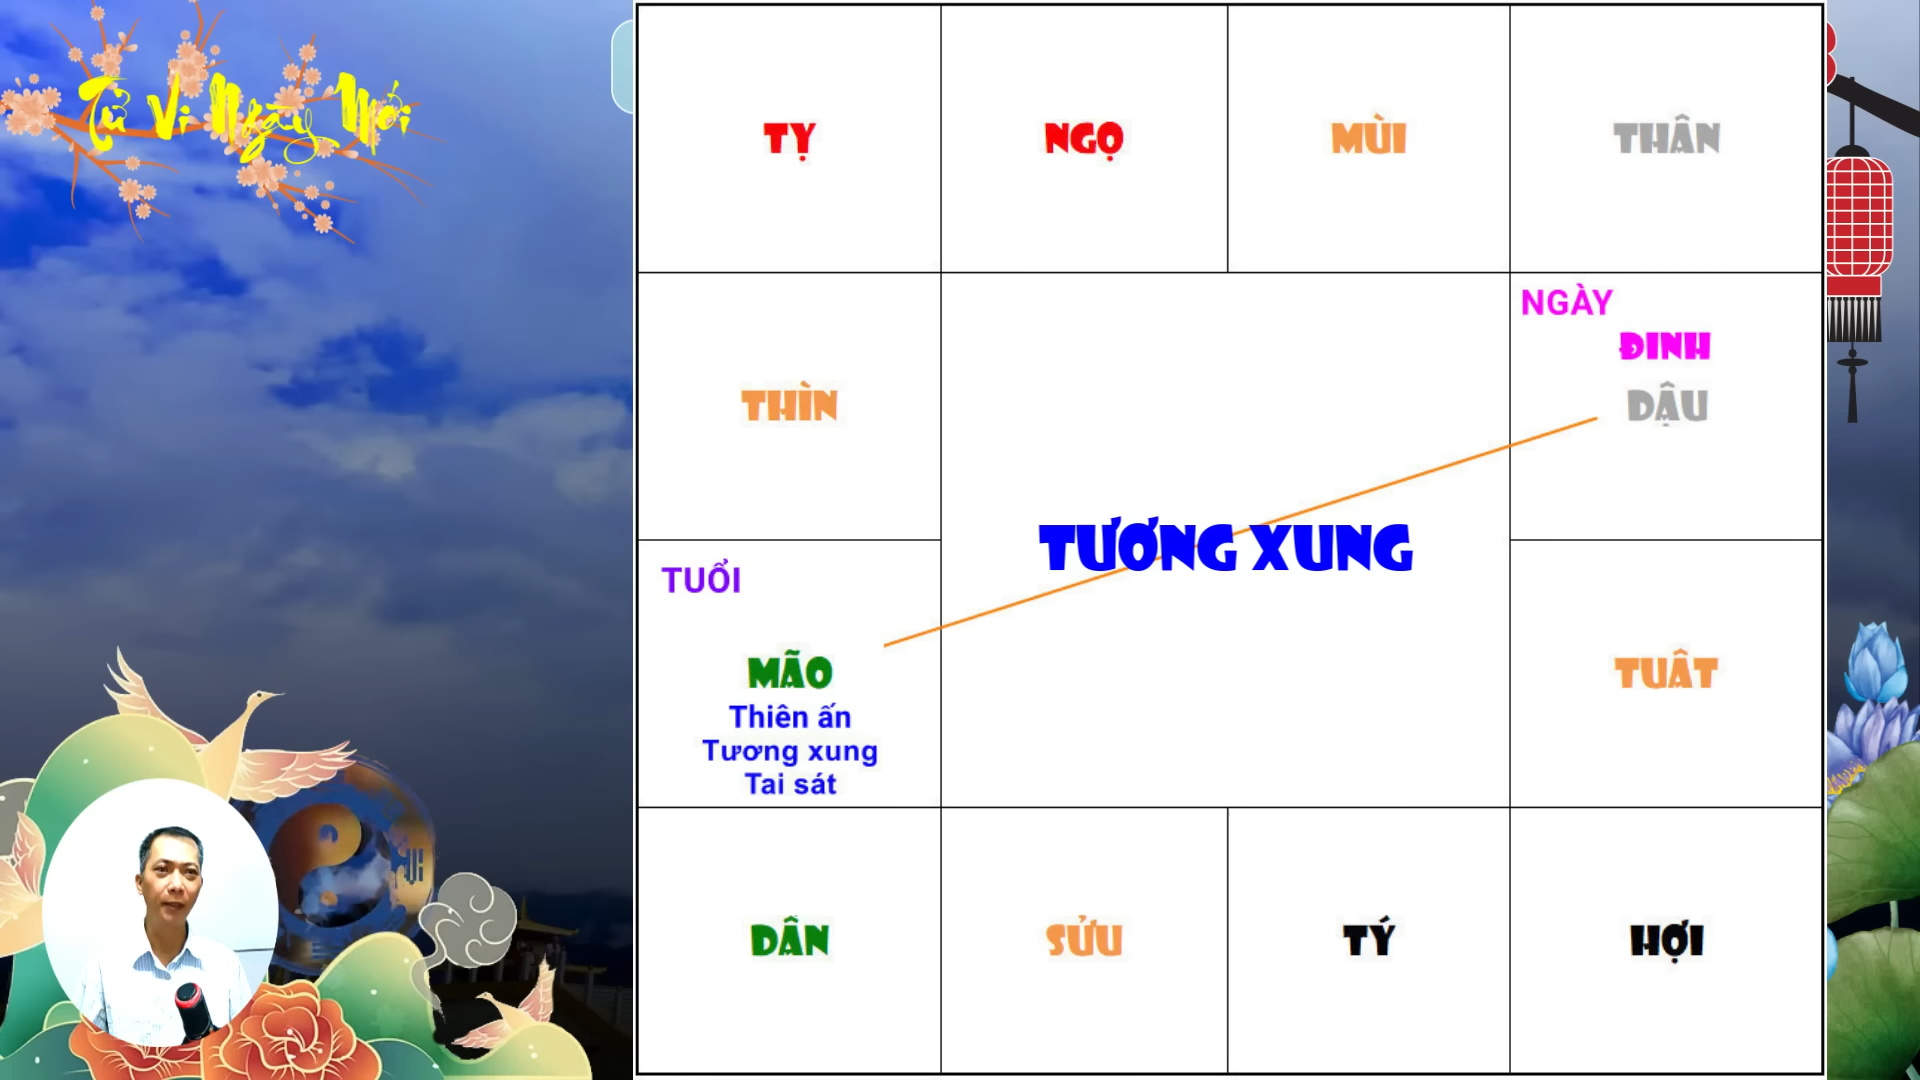 Tử Vi Ngày Mới
TỴ
NGỌ
MÙI
THÂN
THÌN
NGÀY
ĐINH
DẬU
TƯƠNG XUNG
TUỔI
MÃO
Thiên ấn
Tương xung
Tai sát
TUẤT
DẦN
SỬU
TÝ
HỢI